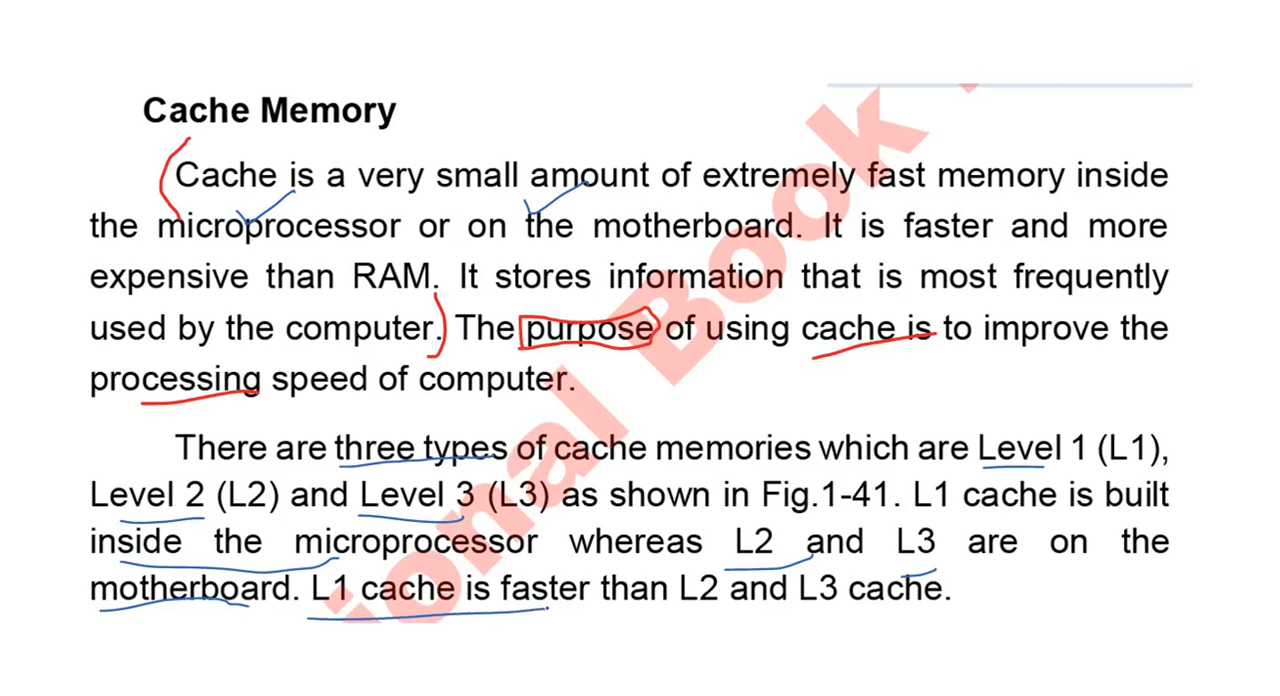 Cache Memory
Cache is a very small amount of extremely fast memory inside
the microprocessor or on the motherboard. It is faster and more
expensive than RAM. It stores information that is most frequently
used by the computer. The purpose of using cache is to improve the
processing speed of computer.
There are three types of cache memories which are Level 1 (L1),
Level 2 (L2) and Level 3 (L3) as shown in Fig.1-41. L1 cache is built
inside the microprocessor whereas L2 and L3 are on the
motherboard. L1 cache is faster than L2 and L3 cache.
ional Book